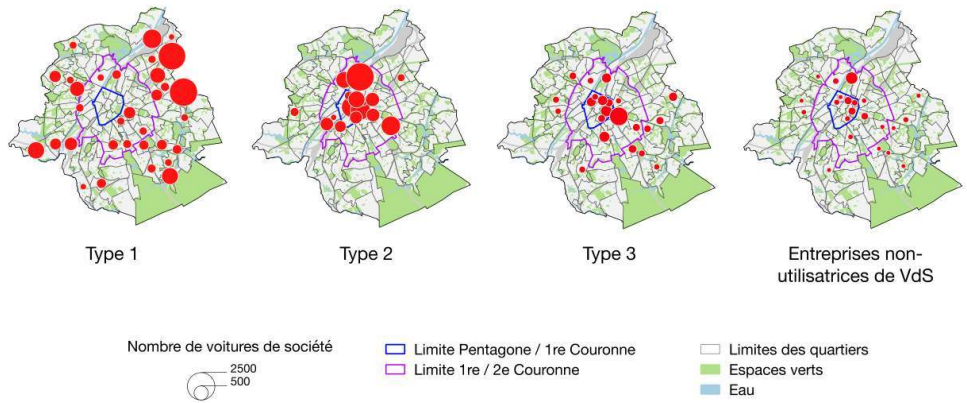 Type 1
Type 2
Type 3
Entreprises non-
utilisatrices de VdS
Nombre de voitures de société
2500
500
Limite Pentagone / 1re Couronne
Limite 1re / 2e Couronne
Limites des quartiers
Espaces verts
Eau